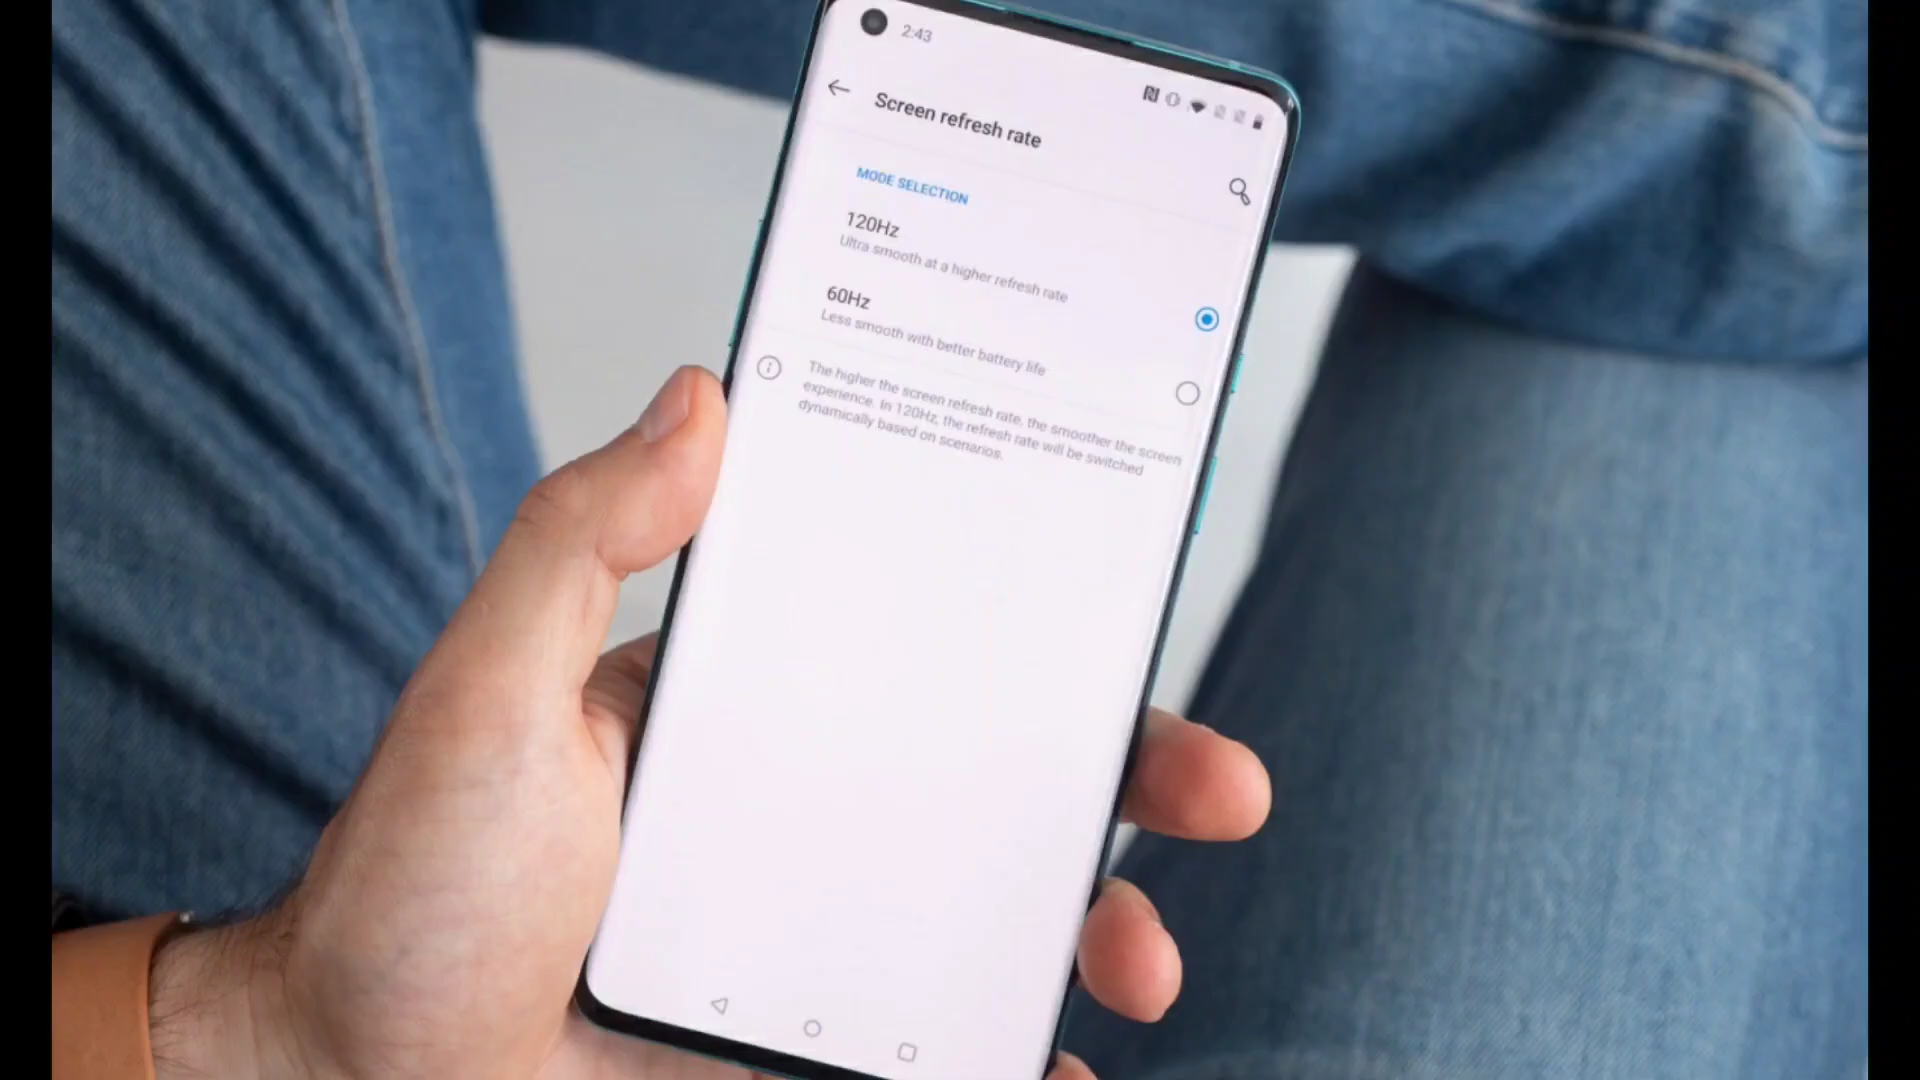 2:43
Screen refresh rate
MODE SELECTION
120Hz
Ultra smooth at a higher refresh rate
60Hz
Less smooth with better battery life
The higher the screen refresh rate, the smoother the screen
experience. In 120Hz, the refresh rate will be switched
dynamically based on scenarios.